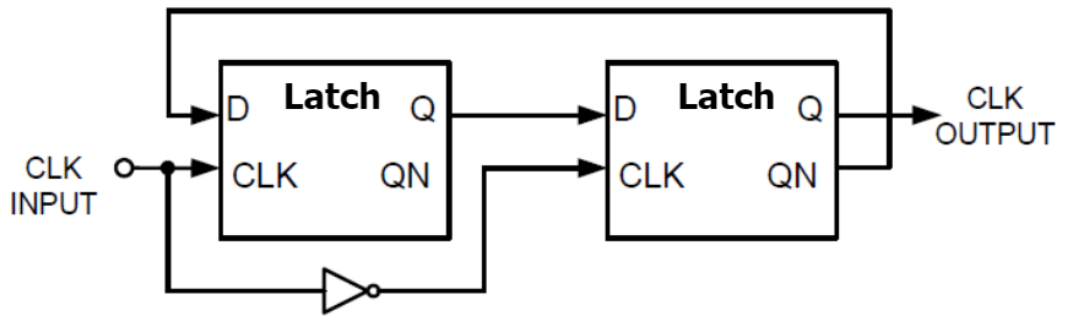 Latch
D
Q
CLK
QN
Latch
D
Q
CLK
QN
CLK
INPUT
CLK
OUTPUT